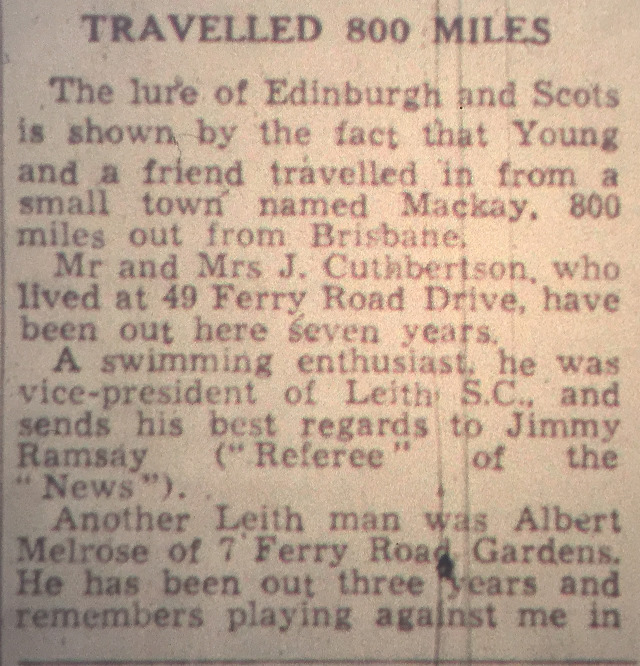 TRAVELLED 800 MILES
The lure of Edinburgh and Scots
is shown by the fact that Young
and a friend travelled in from a
small town named Mackay, 800
miles out from Brisbane.
Mr and Mrs J. Cuthbertson, who
lived at 49 Ferry Road Drive, have
been out here seven years.
A swimming enthusiast, he was
vice-president of Leith S.C., and
sends his best regards to Jimmy
Ramsay ("Referee" of the
"News").
Another Leith man was Albert
Melrose of 7 Ferry Road Gardens.
He has been out three years and
remembers playing against me in